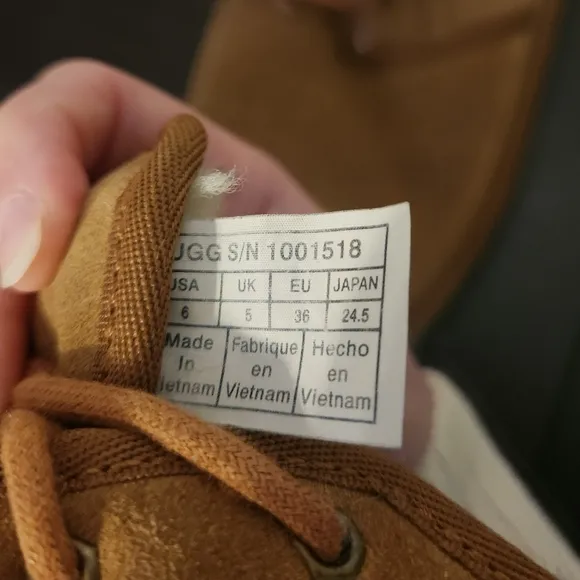 UGG S/N 1001518
USA UK EU JAPAN
6 5 36 24.5
Made Fabrique Hecho
In en en
Vietnam Vietnam Vietnam